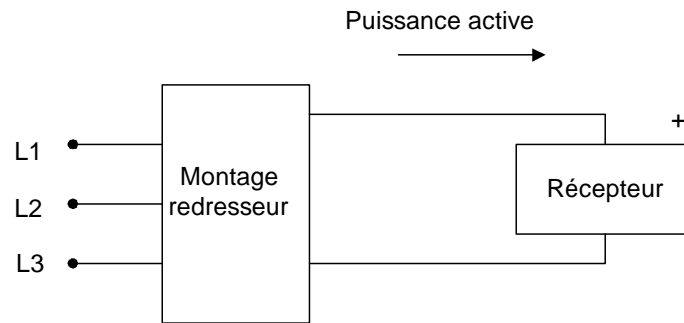 Puissance active
+
L1
L2
L3
Montage
redresseur
Récepteur